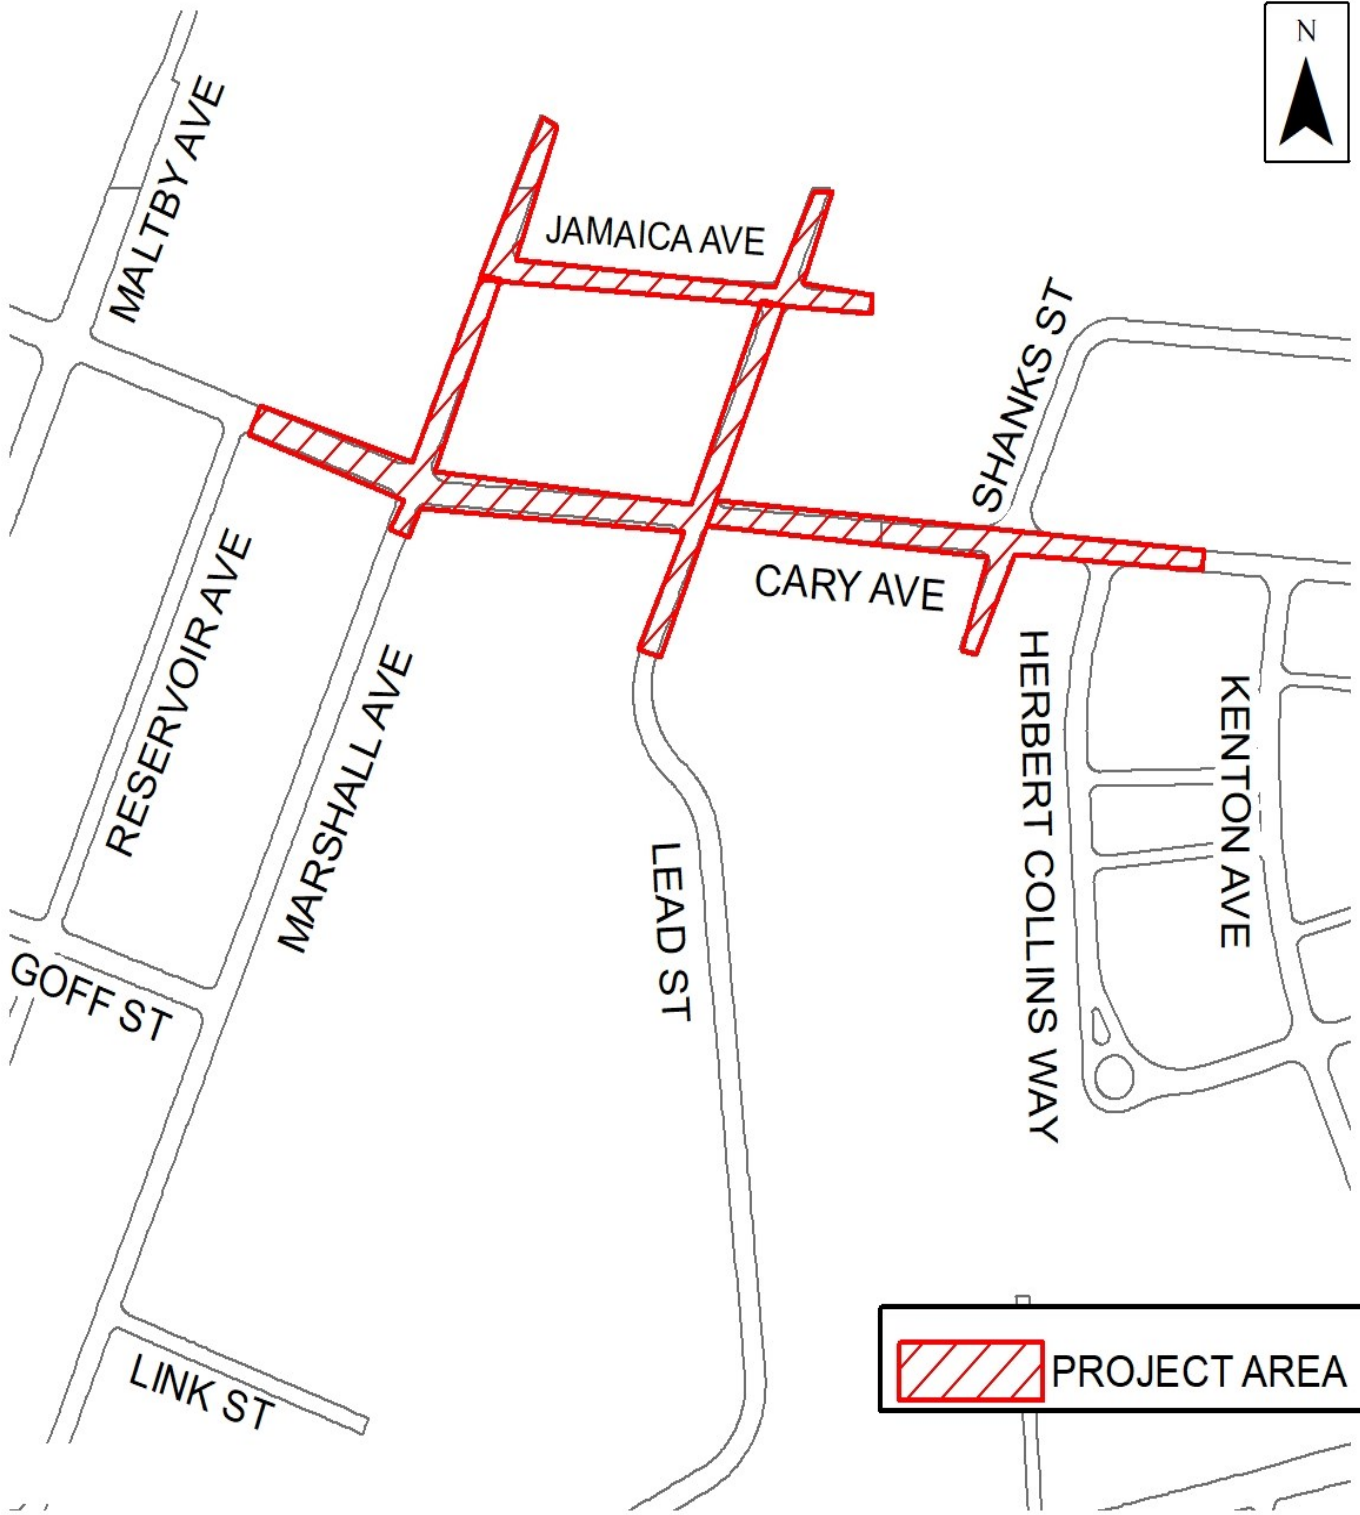 N
MALTBY AVE
JAMAICA AVE
SHANKS ST
CARY AVE
RESERVOIR AVE
MARSHALL AVE
HERBERT COLLINS WAY
KENTON AVE
LEAD ST
GOFF ST
LINK ST
PROJECT AREA